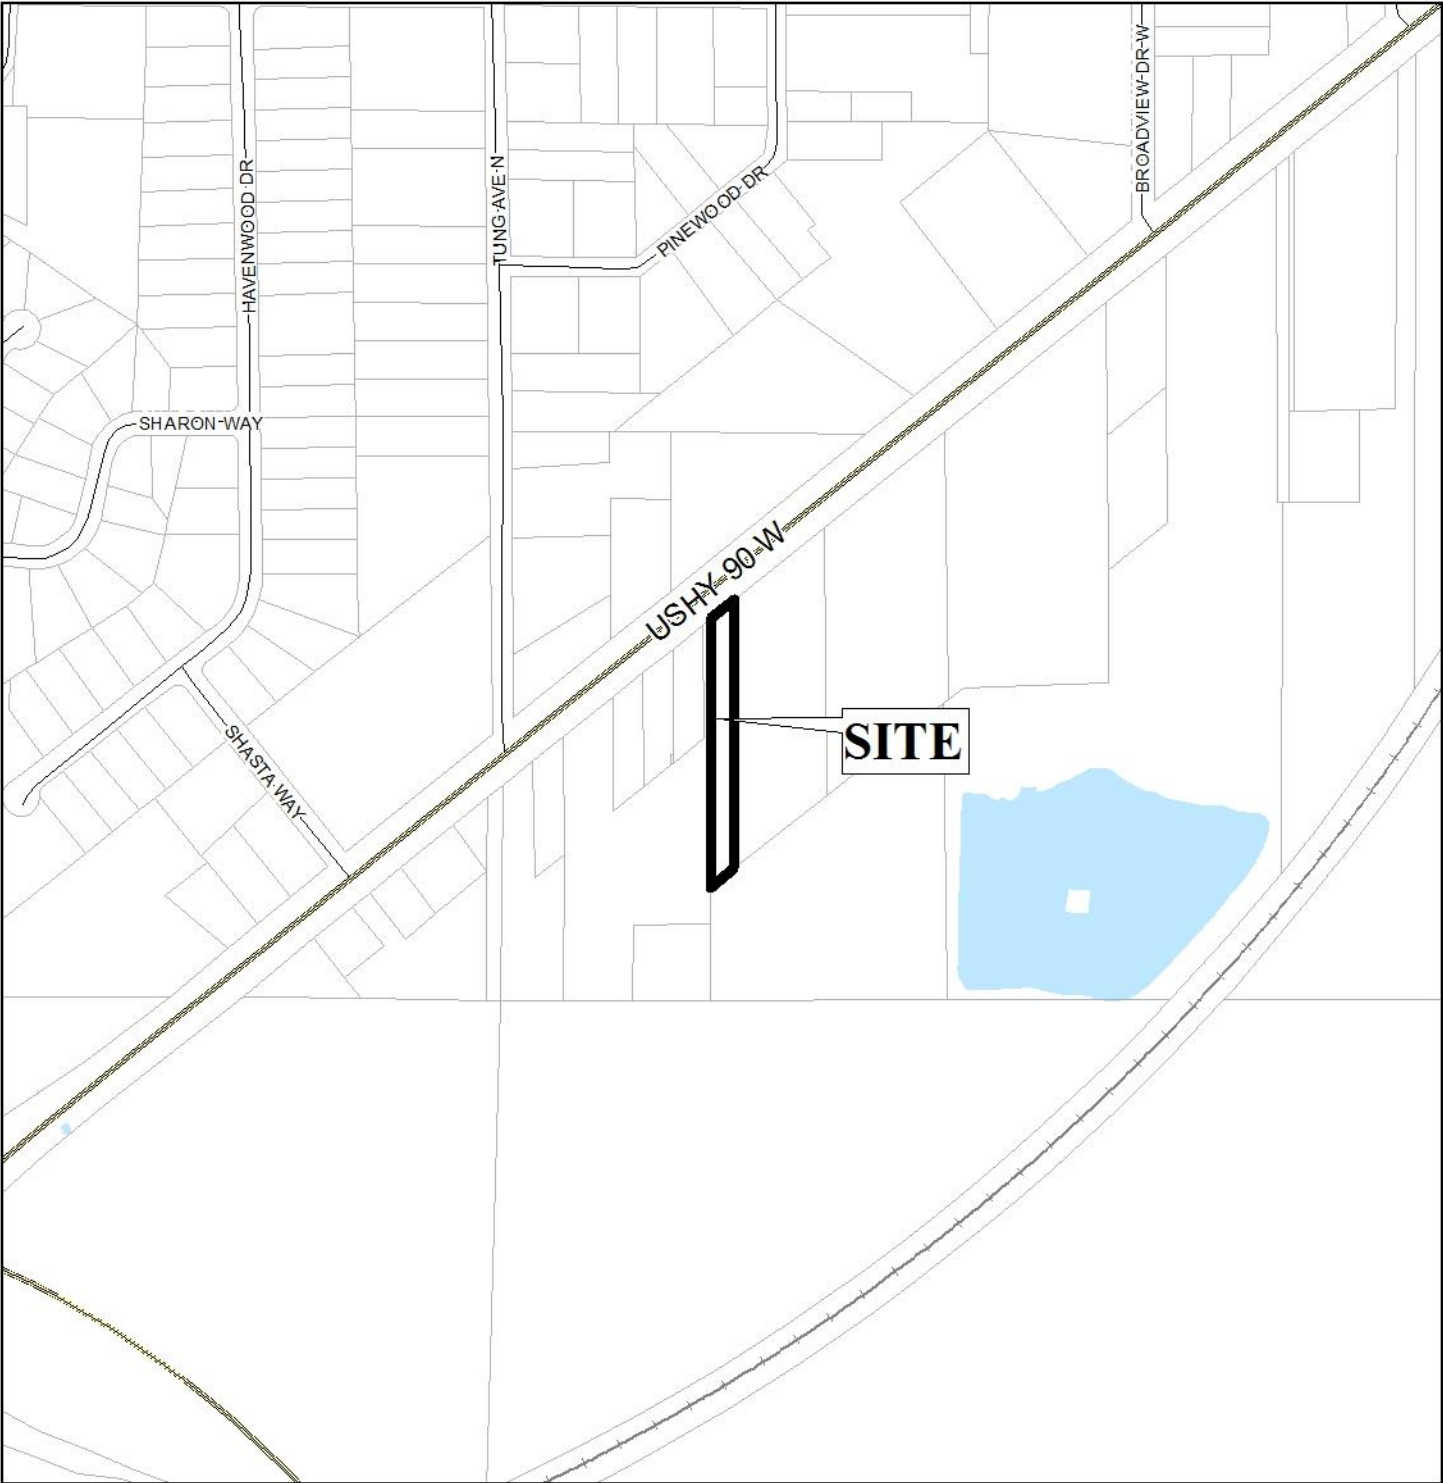 BROADVIEW-DR-W
HAVENWOOD DR
TUNG-AVE-N
PINEWOOD-DR
SHARON-WAY
USHY-90-W
SHASTA-WAY
SITE